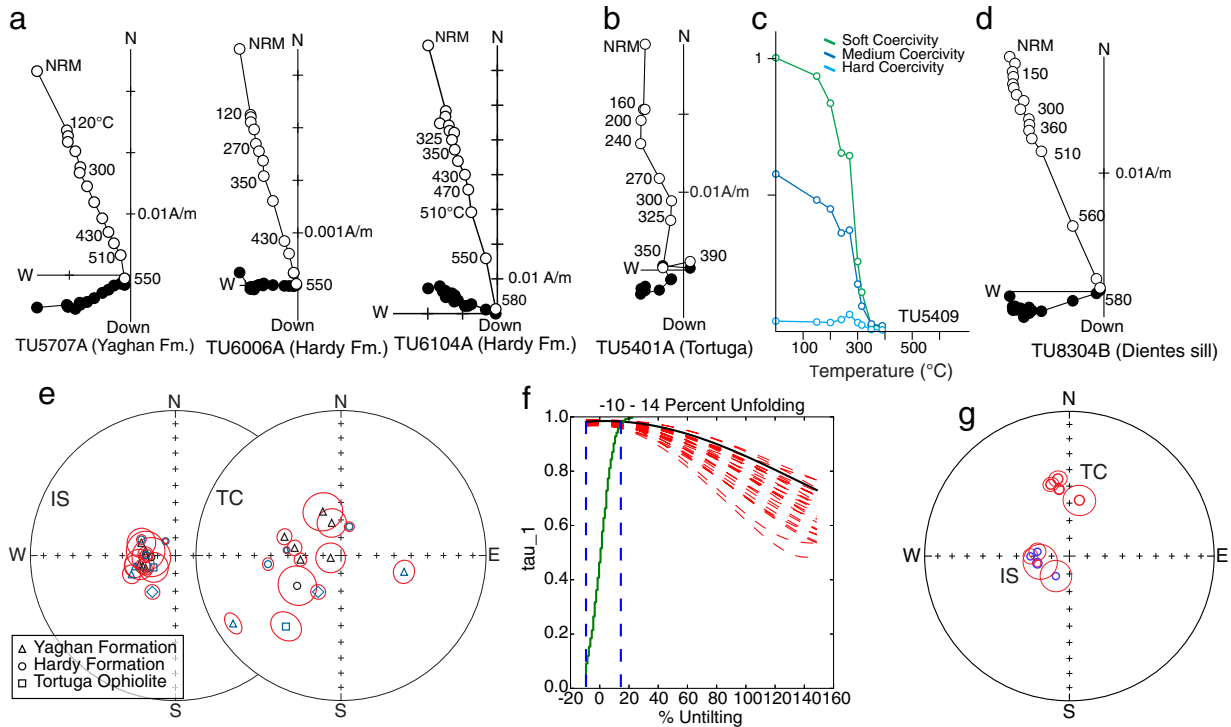 a
N
NRM
120°C
300
430
510
550
0.01A/m
W
Down
TU5707A (Yaghan Fm.)
NRM
120
270
350
430
550
0.001A/m
W
TU6006A (Hardy Fm.)
N
NRM
325
350
430
470
510°C
550
0.01 A/m
580
W
Down
TU6104A (Hardy Fm.)
b
N
NRM
160
200
240
270
0.01A/m
300
325
350
390
W
Down
TU5401A (Tortuga)
c
Soft Coercivity
Medium Coercivity
Hard Coercivity
1
TU5409
100 300 500
Temperature (°C)
d
N
NRM
150
300
360
510
0.01A/m
560
W
580
Down
TU8304B (Dientes sill)
e
N
N
IS
TC
W
E
S
S
Yaghan Formation
Hardy Formation
Tortuga Ophiolite
f
-10 - 14 Percent Unfolding
tau_1
1.0
0.8
0.6
0.4
0.2
0.0
-20 0 20 40 60 80 100 120 140 160
% Untilting
g
N
TC
IS
W
E
S